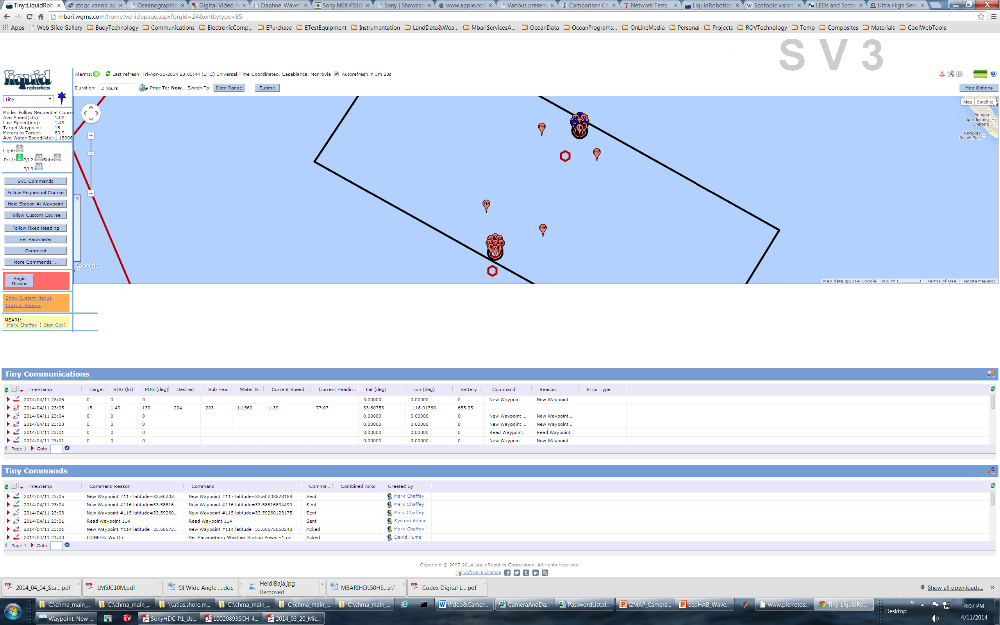 Tiny::LiquidRob
stoqs_canon_ap
Oceanographic
Digital Video Fe
Daphne_WaveG
Sony NEX-FS10
Sony | Showcas
www.apple.com
Various present
Comparison Ch
Network Tests: S
LiquidRobotics
Scotopic vision
LEDs and Scoto
Ultra High Sens
mbari.wgms.com/home/vehiclepage.aspx?orgid=24&entitytype=85
Apps Web Slice Gallery BuoyTechnology Communications ElectronicComp... EPurchase ETestEquipment Instrumentation LandData&Wea... MbariServicesA... OceanData OceanPrograms... OnLineMedia Personal Projects ROVTechnology Temp Composites Materials CoolWebTools
SV3
liquid robotics
Alarms: Last refresh: Fri-Apr-11-2014 23:05:44 (UTC) Universal Time Coordinated, Casablanca, Monrovia Autorefresh in 3m 23s
Duration: 2 hours Prior To: Now, Switch To: Date Range Submit
Map Options
Tiny
Mode: Follow Sequential Course
Ave Speed(kts): 1.02
Last Speed(kts): 1.49
Target Waypoint: 15
Meters to Target: 80.9
Ave Water Speed(kts):1.18008
Light:
P/L1: P/L2: Sub:
P/L3:
SV3 Commands
Follow Sequential Course
Hold Station At Waypoint
Follow Custom Course
Follow Fixed Heading
Set Parameter
Comment
More Commands ...
Begin Mission
Show System Menus
Custom Reports
MBARI:
Mark Chaffey ( Sign Out )
Map Satellite
Bongos Sportfishing Charters
Newport Beach Pier
114
16
117
115
116
108
Google
Map data ©2014 Google 500 m Terms of Use Report a map error
Tiny Communications
TimeStamp Target SOG (kt) POG (deg) Desired ... Sub Hea... Water S... Current Speed ... Current Headin... Lat (deg) Lon (deg) Battery ... Command Reason Error Type
2014/04/11 23:05 0 0 0 0.00000 0.00000 0 New Waypoint ... New Waypoint ...
2014/04/11 23:05 15 1.49 130 204 203 1.1560 1.39 77.07 33.60753 -118.01760 655.35
2014/04/11 23:04 0 0 0 0.00000 0.00000 0 New Waypoint ... New Waypoint ...
2014/04/11 23:03 0 0 0 0.00000 0.00000 0 New Waypoint ... New Waypoint ...
2014/04/11 23:01 0 0 0 0.00000 0.00000 0 Read Waypoint... Read Waypoint...
2014/04/11 23:01 0 0 0 0.00000 0.00000 0 New Waypoint ... New Waypoint ...
Page 1 Goto
Tiny Commands
TimeStamp Command Reason Command Comma... Combined Acks Created By
2014/04/11 23:05 New Waypoint #117 latitude=33.60203... New Waypoint #117 latitude=33.60203823188... Sent Mark Chaffey
2014/04/11 23:04 New Waypoint #116 latitude=33.58816... New Waypoint #116 latitude=33.58816834499... Sent Mark Chaffey
2014/04/11 23:03 New Waypoint #115 latitude=33.59260... New Waypoint #115 latitude=33.59260123175... Sent Mark Chaffey
2014/04/11 23:01 Read Waypoint 114 Read Waypoint 114 Sent System Admin
2014/04/11 23:01 New Waypoint #114 latitude=33.60672... New Waypoint #114 latitude=33.60672060240... Acked Mark Chaffey
2014/04/11 21:00 CONFIG: Wx On Set Parameters: Weather Station Power=1 on... Acked David Hume
Page 1 Goto
Copyright © 2007-2014 LiquidRobotics Corporation. All rights reserved.
Software License
2014_04_04_Sta....pdf LM5JC10M.pdf OI Wide Angle ....doc HeidiBaja.jpg Removed MBARIHDL50HS....rtf Codex Digital L....pdf Show all downloads...
C:\chma_main_... C:\chma_main_... \\atlas.shore.m... C:\chma_main_... C:\chma_main_... C:\chma_main_... Video&Camer... CameraAndDa... PasswordList.xl... i2MAP_Camera... ecoHAB_Wave... www.pierretos... Tiny::LiquidRo...
Waypoint: New ... SonyHDC-P1_Us... 10020893SCH-4... 2014_03_20_Mic...
Desktop
4:07 PM
4/11/2014